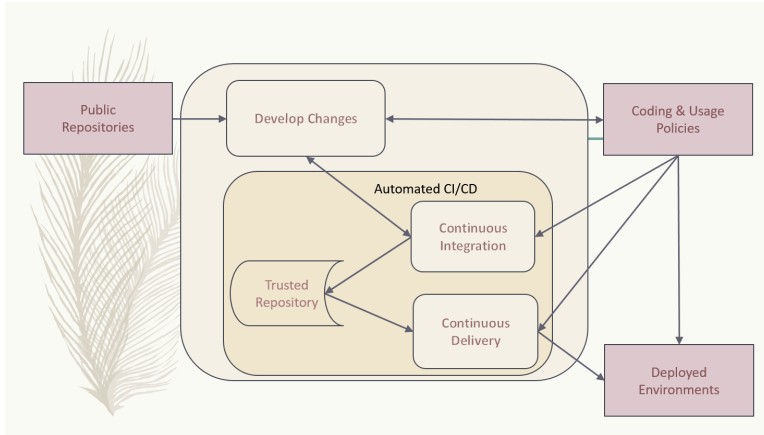 Public
Repositories
Develop Changes
Coding & Usage
Policies
Automated CI/CD
Continuous
Integration
Trusted
Repository
Continuous
Delivery
Deployed
Environments